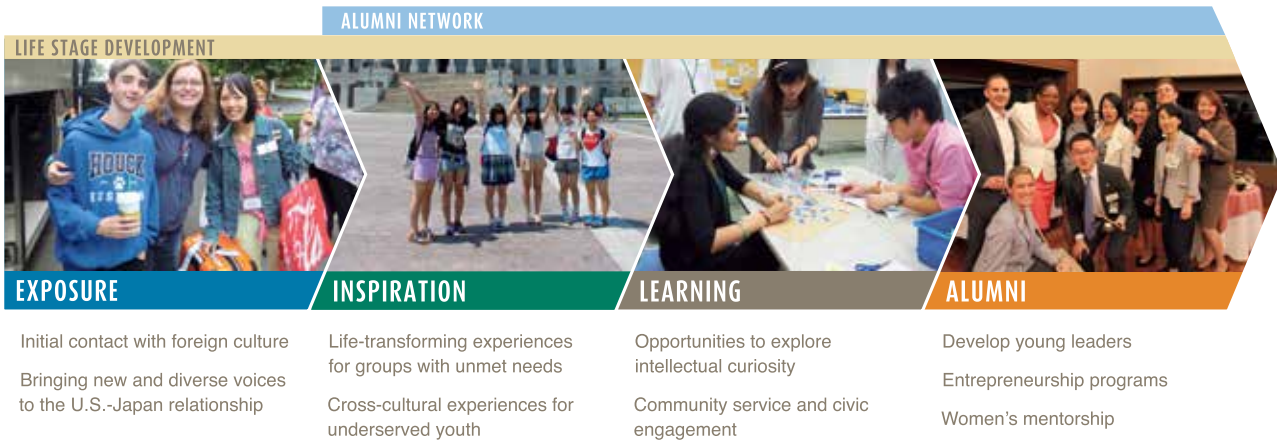 ALUMNI NETWORK
LIFE STAGE DEVELOPMENT
HOUCK
EXPOSURE
Initial contact with foreign culture
Bringing new and diverse voices
to the U.S.-Japan relationship
INSPIRATION
Life-transforming experiences
for groups with unmet needs
Cross-cultural experiences for
underserved youth
LEARNING
Opportunities to explore
intellectual curiosity
Community service and civic
engagement
ALUMNI
Develop young leaders
Entrepreneurship programs
Women's mentorship